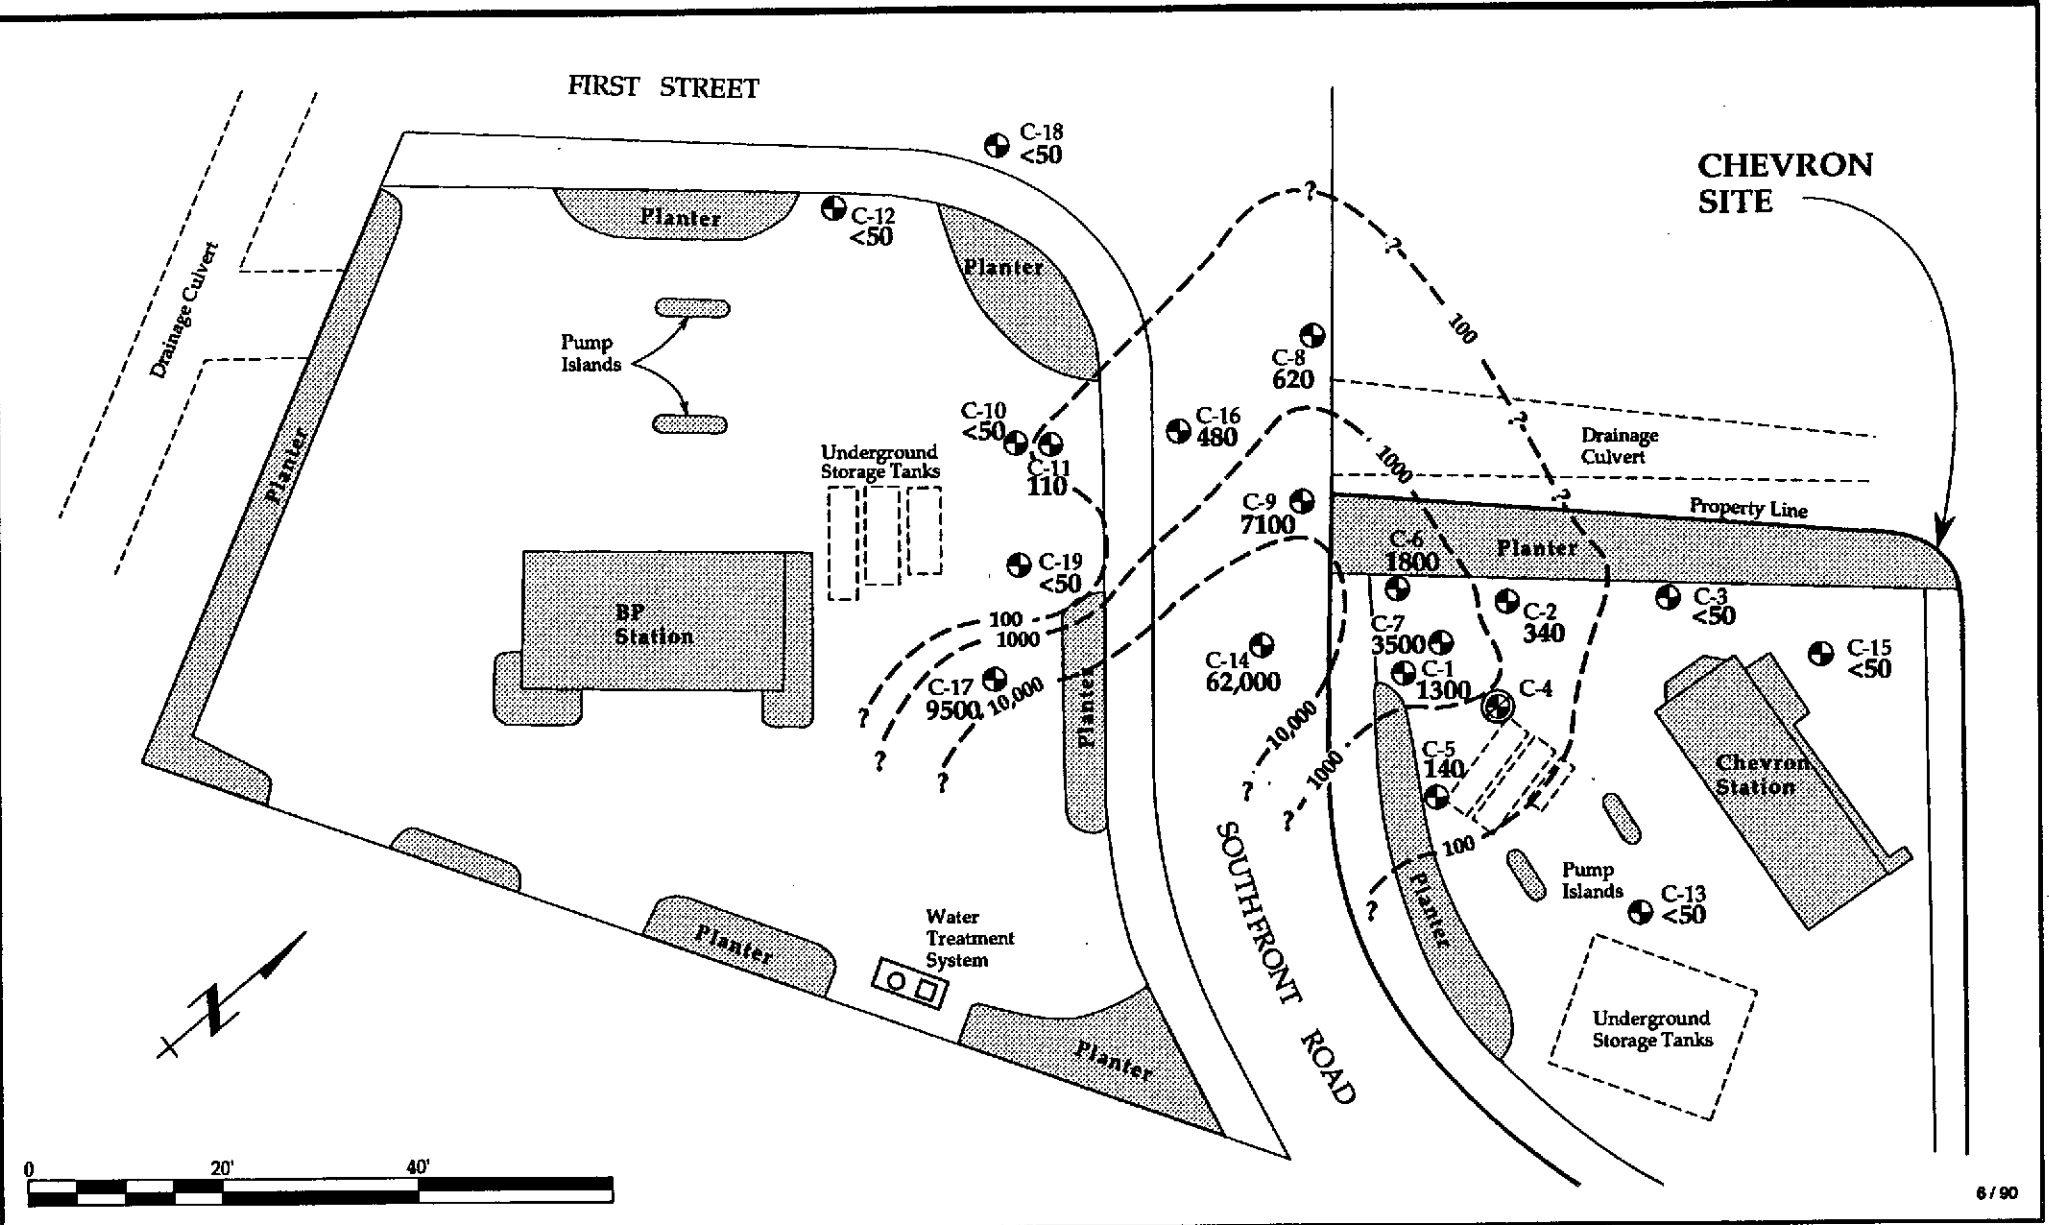 FIRST STREET
C-18
<50
CHEVRON
SITE
Planter
C-12
<50
Planter
Drainage Culvert
Pump
Islands
?
?
100
C-8
620
C-10
<50
C-11
110
C-16
480
?
Drainage
Culvert
1000
Underground
Storage Tanks
Planter
C-9
7100
?
Property Line
C-6
1800
Planter
C-19
<50
BP
Station
100
1000
C-7
3500
C-2
340
C-3
<50
C-15
<50
C-14
62,000
C-1
1300
C-4
C-17
9500
10,000
Planter
?
?
?
10,000
1000
?
?
C-5
140
Chevron
Station
100
?
Planter
Pump
Islands
C-13
<50
SOUTHFRONT ROAD
Planter
Water
Treatment
System
Planter
Underground
Storage Tanks
N
0 20' 40'
6/90